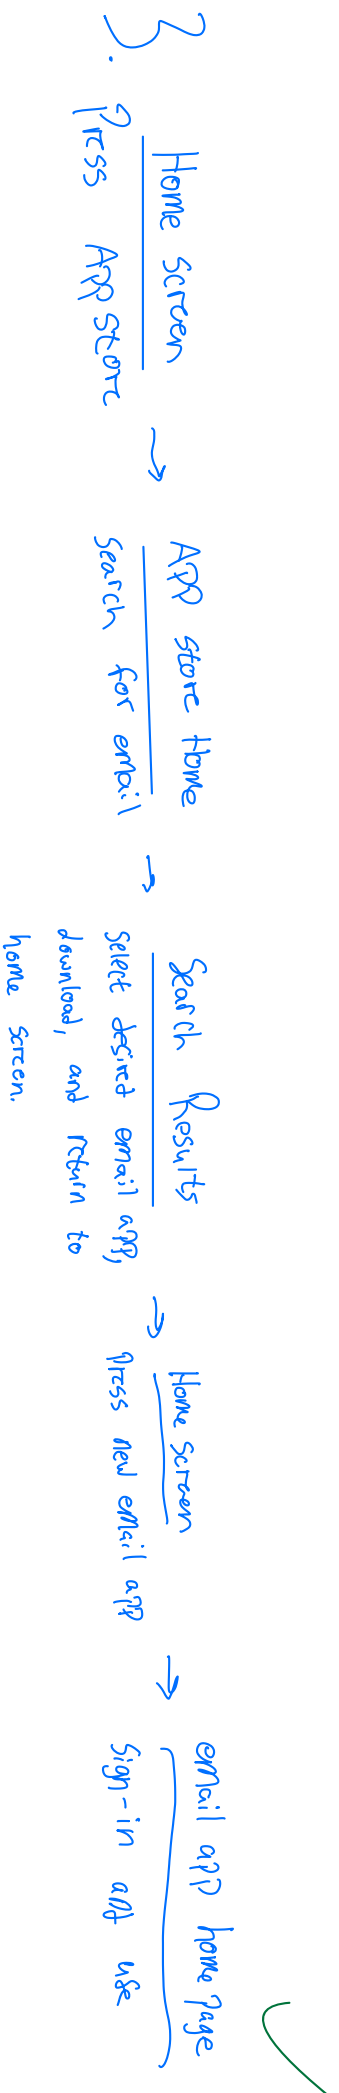 3.
Home Screen
Press App Store
→
App Store Home
Search for email
→
Search Results
Select desired email app,
download, and return to
home screen.
→
Home Screen
Press new email app
→
email app home page
Sign-in and use